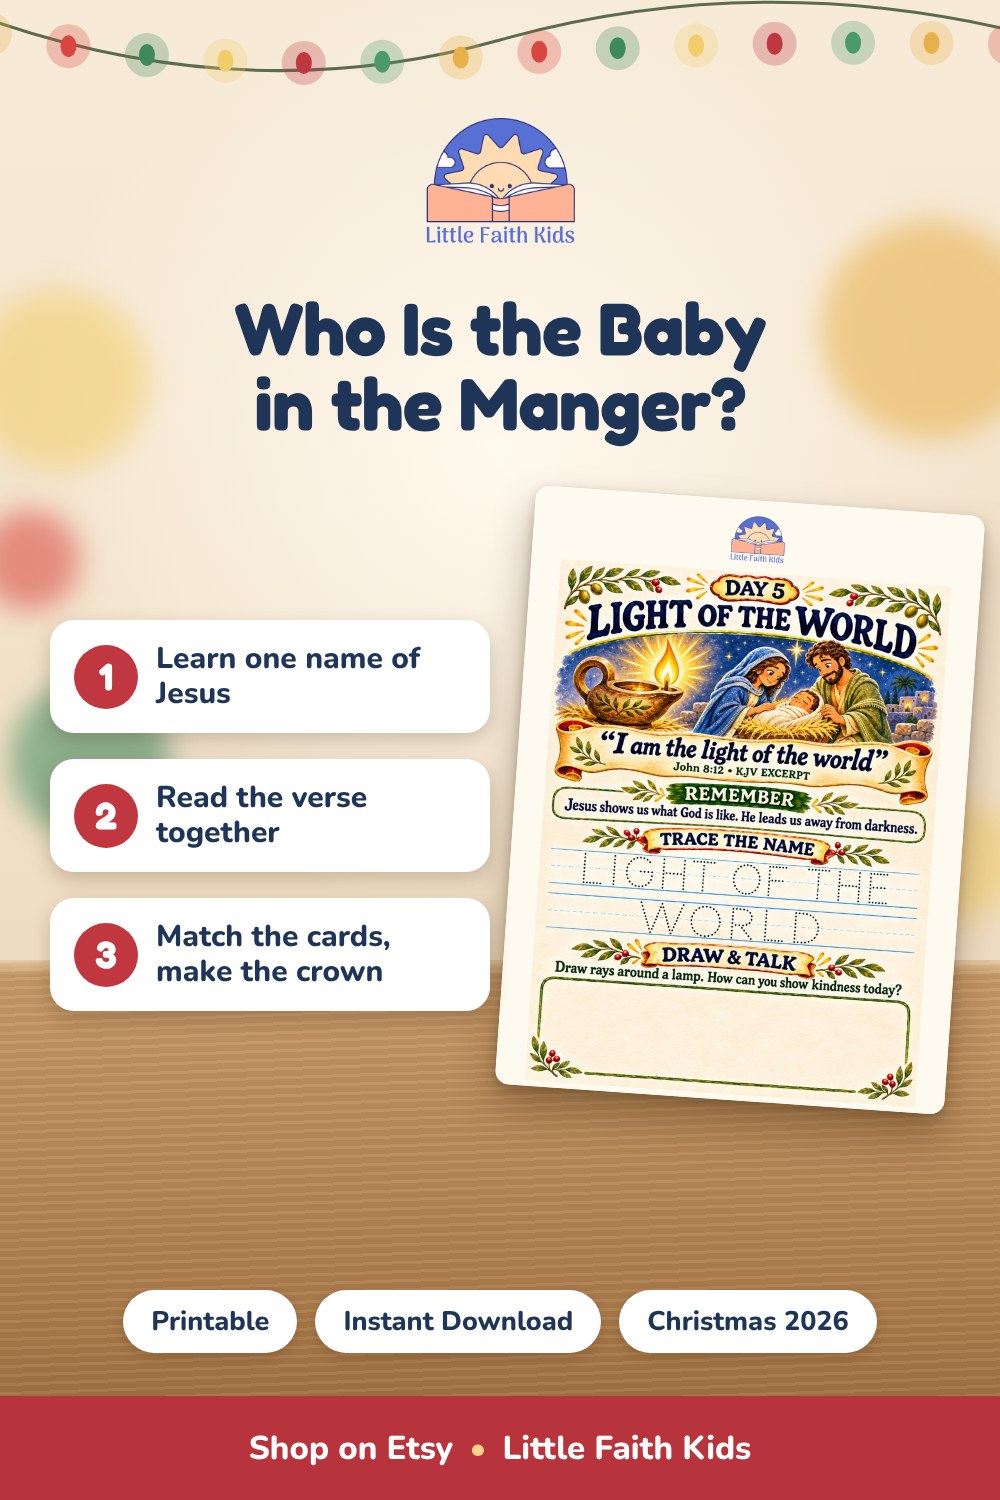 Little Faith Kids
Who Is the Baby
in the Manger?
1
Learn one name of
Jesus
2
Read the verse
together
3
Match the cards,
make the crown
Little Faith Kids
DAY 5
LIGHT OF THE WORLD
“I am the light of the world”
John 8:12 • KJV EXCERPT
REMEMBER
Jesus shows us what God is like. He leads us away from darkness.
TRACE THE NAME
LIGHT OF THE
WORLD
DRAW & TALK
Draw rays around a lamp. How can you show kindness today?
Printable
Instant Download
Christmas 2026
Shop on Etsy • Little Faith Kids